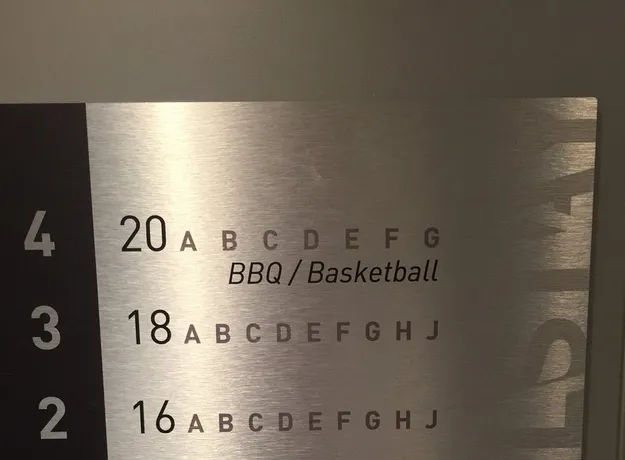 4 20 A B C D E F G
BBQ / Basketball
3 18 A B C D E F G H J
2 16 A B C D E F G H J